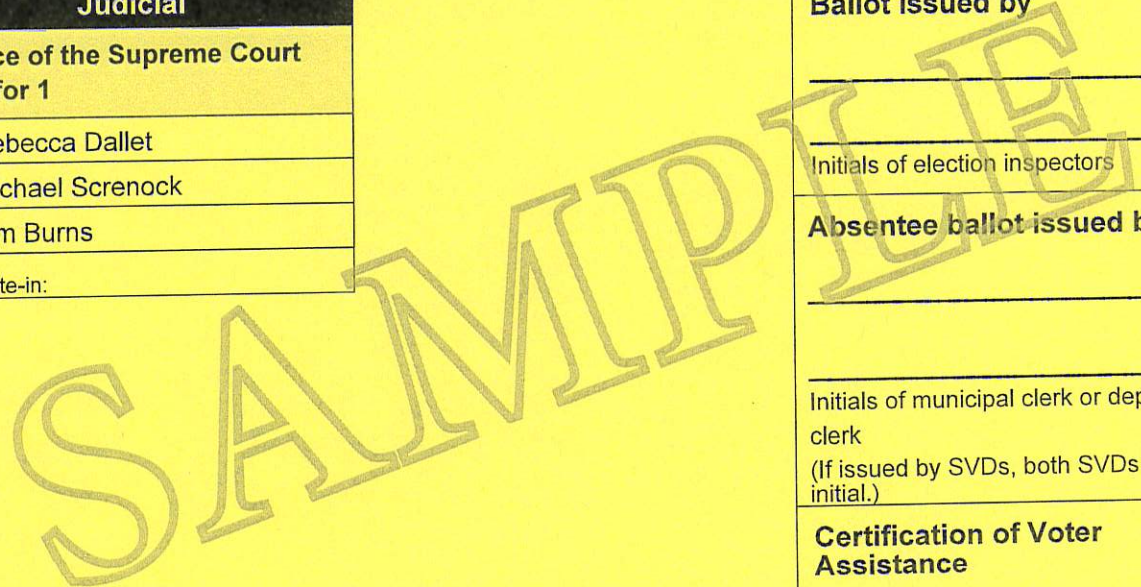 Judicial
ce of the Supreme Court
for 1
ebecca Dallet
chael Screnock
m Burns
te-in:
SAMPLE
Ballot issued by
Initials of election inspectors
Absentee ballot issued b
Initials of municipal clerk or dep
clerk
(If issued by SVDs, both SVDs
initial.)
Certification of Voter
Assistance